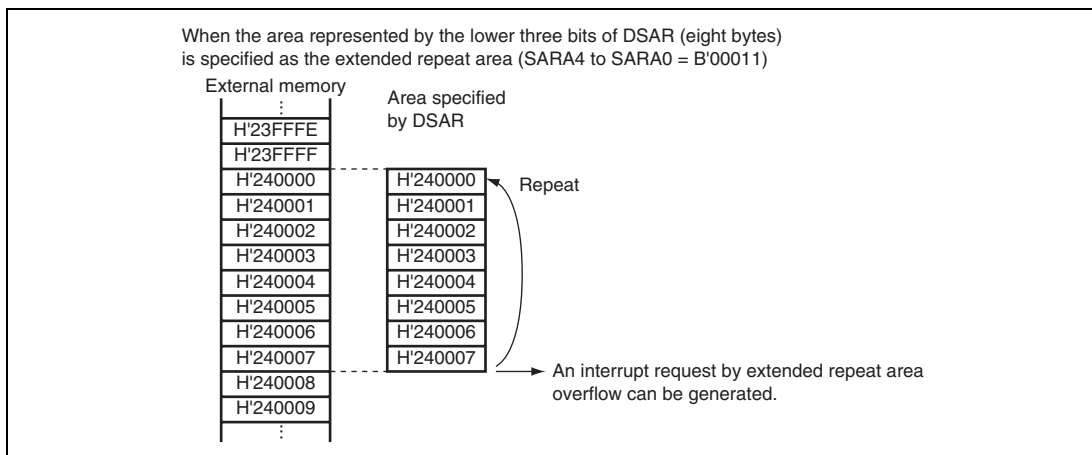 When the area represented by the lower three bits of DSAR (eight bytes)
is specified as the extended repeat area (SARA4 to SARA0 = B'00011)
External memory
Area specified
by DSAR
⋮
H'23FFFE
H'23FFFF
H'240000
H'240001
H'240002
H'240003
H'240004
H'240005
H'240006
H'240007
H'240008
H'240009
⋮
H'240000
H'240001
H'240002
H'240003
H'240004
H'240005
H'240006
H'240007
Repeat
An interrupt request by extended repeat area
overflow can be generated.